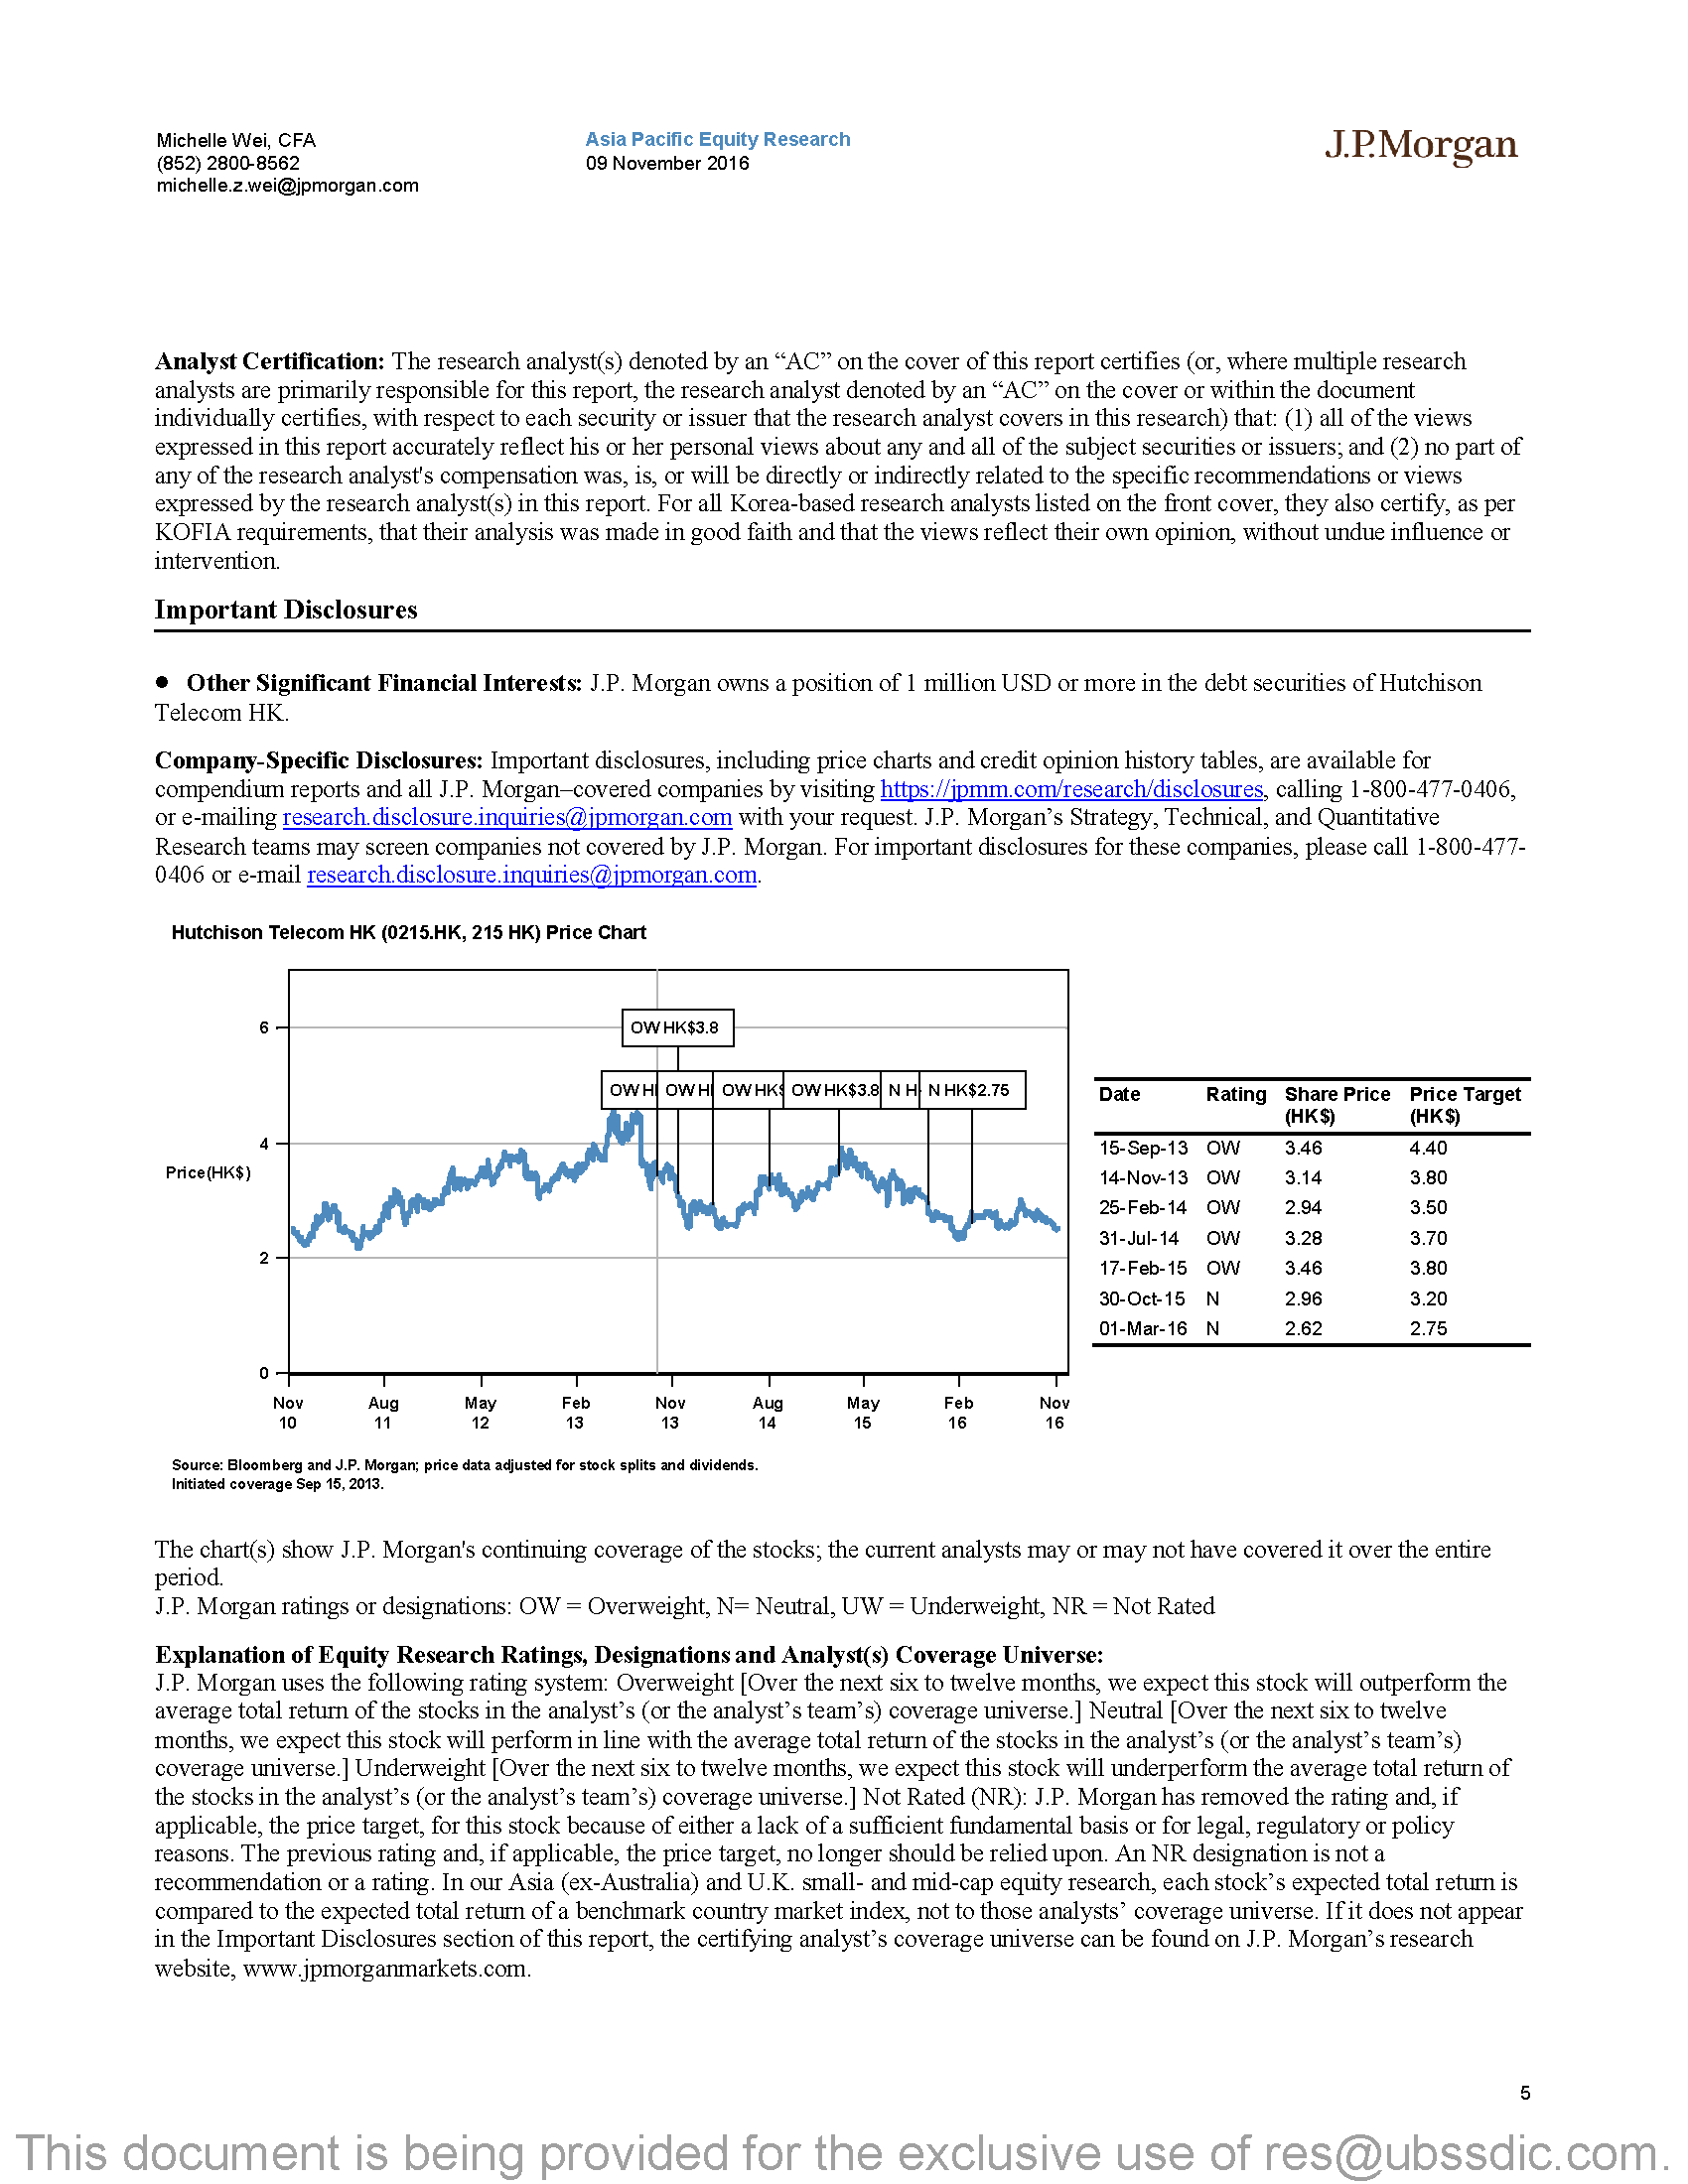 Michelle Wei, CFA
(852) 2800-8562
michelle.z.wei@jpmorgan.com
Asia Pacific Equity Research
09 November 2016
J.P.Morgan
Analyst Certification: The research analyst(s) denoted by an “AC” on the cover of this report certifies (or, where multiple research
analysts are primarily responsible for this report, the research analyst denoted by an “AC” on the cover or within the document
individually certifies, with respect to each security or issuer that the research analyst covers in this research) that: (1) all of the views
expressed in this report accurately reflect his or her personal views about any and all of the subject securities or issuers; and (2) no part of
any of the research analyst's compensation was, is, or will be directly or indirectly related to the specific recommendations or views
expressed by the research analyst(s) in this report. For all Korea-based research analysts listed on the front cover, they also certify, as per
KOFIA requirements, that their analysis was made in good faith and that the views reflect their own opinion, without undue influence or
intervention.
Important Disclosures
• Other Significant Financial Interests: J.P. Morgan owns a position of 1 million USD or more in the debt securities of Hutchison
Telecom HK.
Company-Specific Disclosures: Important disclosures, including price charts and credit opinion history tables, are available for
compendium reports and all J.P. Morgan–covered companies by visiting https://jpmm.com/research/disclosures, calling 1-800-477-0406,
or e-mailing research.disclosure.inquiries@jpmorgan.com with your request. J.P. Morgan’s Strategy, Technical, and Quantitative
Research teams may screen companies not covered by J.P. Morgan. For important disclosures for these companies, please call 1-800-477-
0406 or e-mail research.disclosure.inquiries@jpmorgan.com.
Hutchison Telecom HK (0215.HK, 215 HK) Price Chart
6
4
2
0
Price(HK$)
OW HK$3.8
OW H OW H OW HK$ OW HK$3.8 N H N HK$2.75
Nov Aug May Feb Nov Aug May Feb Nov
10 11 12 13 13 14 15 16 16
Date Rating Share Price Price Target
(HK$) (HK$)
15-Sep-13 OW 3.46 4.40
14-Nov-13 OW 3.14 3.80
25-Feb-14 OW 2.94 3.50
31-Jul-14 OW 3.28 3.70
17-Feb-15 OW 3.46 3.80
30-Oct-15 N 2.96 3.20
01-Mar-16 N 2.62 2.75
Source: Bloomberg and J.P. Morgan; price data adjusted for stock splits and dividends.
Initiated coverage Sep 15, 2013.
The chart(s) show J.P. Morgan's continuing coverage of the stocks; the current analysts may or may not have covered it over the entire
period.
J.P. Morgan ratings or designations: OW = Overweight, N= Neutral, UW = Underweight, NR = Not Rated
Explanation of Equity Research Ratings, Designations and Analyst(s) Coverage Universe:
J.P. Morgan uses the following rating system: Overweight [Over the next six to twelve months, we expect this stock will outperform the
average total return of the stocks in the analyst’s (or the analyst’s team’s) coverage universe.] Neutral [Over the next six to twelve
months, we expect this stock will perform in line with the average total return of the stocks in the analyst’s (or the analyst’s team’s)
coverage universe.] Underweight [Over the next six to twelve months, we expect this stock will underperform the average total return of
the stocks in the analyst’s (or the analyst’s team’s) coverage universe.] Not Rated (NR): J.P. Morgan has removed the rating and, if
applicable, the price target, for this stock because of either a lack of a sufficient fundamental basis or for legal, regulatory or policy
reasons. The previous rating and, if applicable, the price target, no longer should be relied upon. An NR designation is not a
recommendation or a rating. In our Asia (ex-Australia) and U.K. small- and mid-cap equity research, each stock’s expected total return is
compared to the expected total return of a benchmark country market index, not to those analysts’ coverage universe. If it does not appear
in the Important Disclosures section of this report, the certifying analyst’s coverage universe can be found on J.P. Morgan’s research
website, www.jpmorganmarkets.com.
5
This document is being provided for the exclusive use of res@ubssdic.com.